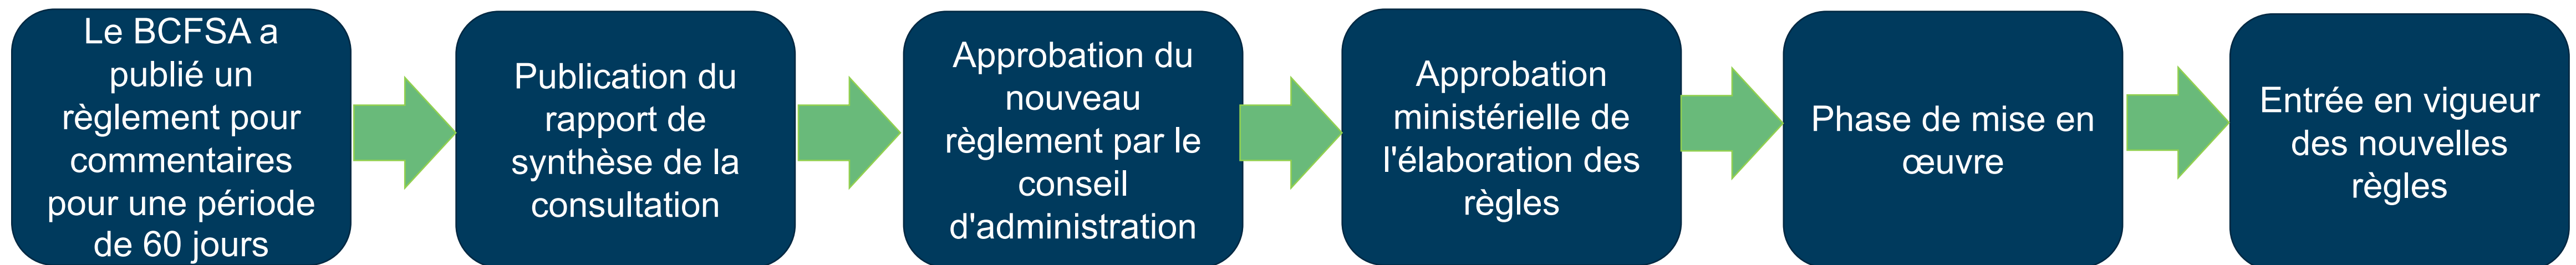 Le BCFSA a
publié un
règlement pour
commentaires
pour une période
de 60 jours
Publication du
rapport de
synthèse de la
consultation
Approbation du
nouveau
règlement par le
conseil
d'administration
Approbation
ministérielle de
l'élaboration des
règles
Phase de mise en
œuvre
Entrée en vigueur
des nouvelles
règles